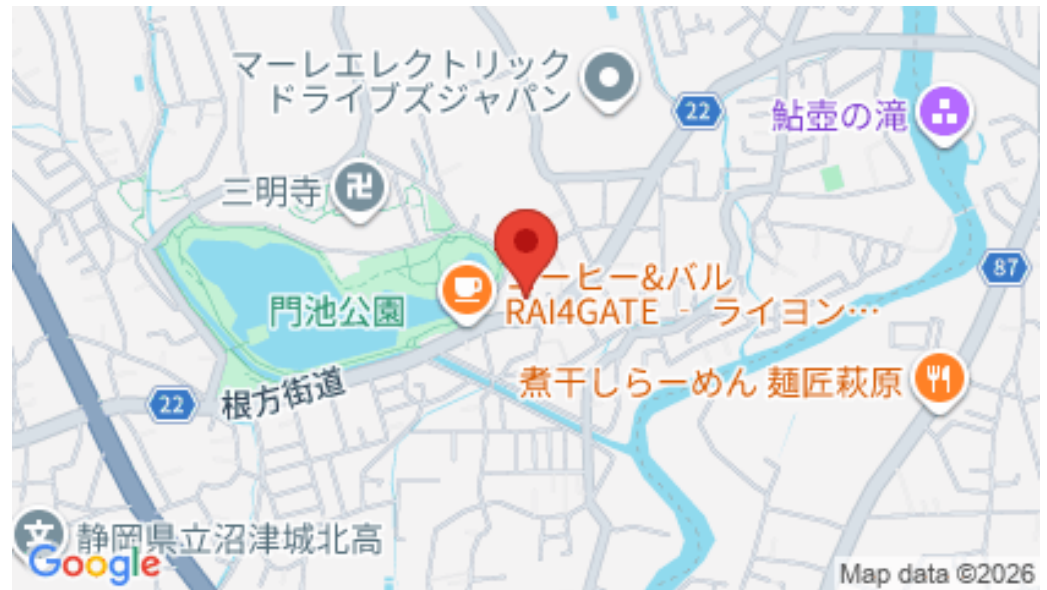 マーレエレクトリック
ドライブズジャパン
22
鮎壺の滝
三明寺
卍
87
コーヒー&バル
RAI4GATE - ライヨン…
門池公園
煮干しらーめん 麺匠萩原
根方街道
22
文
静岡県立沼津城北高
Google
Map data ©2026